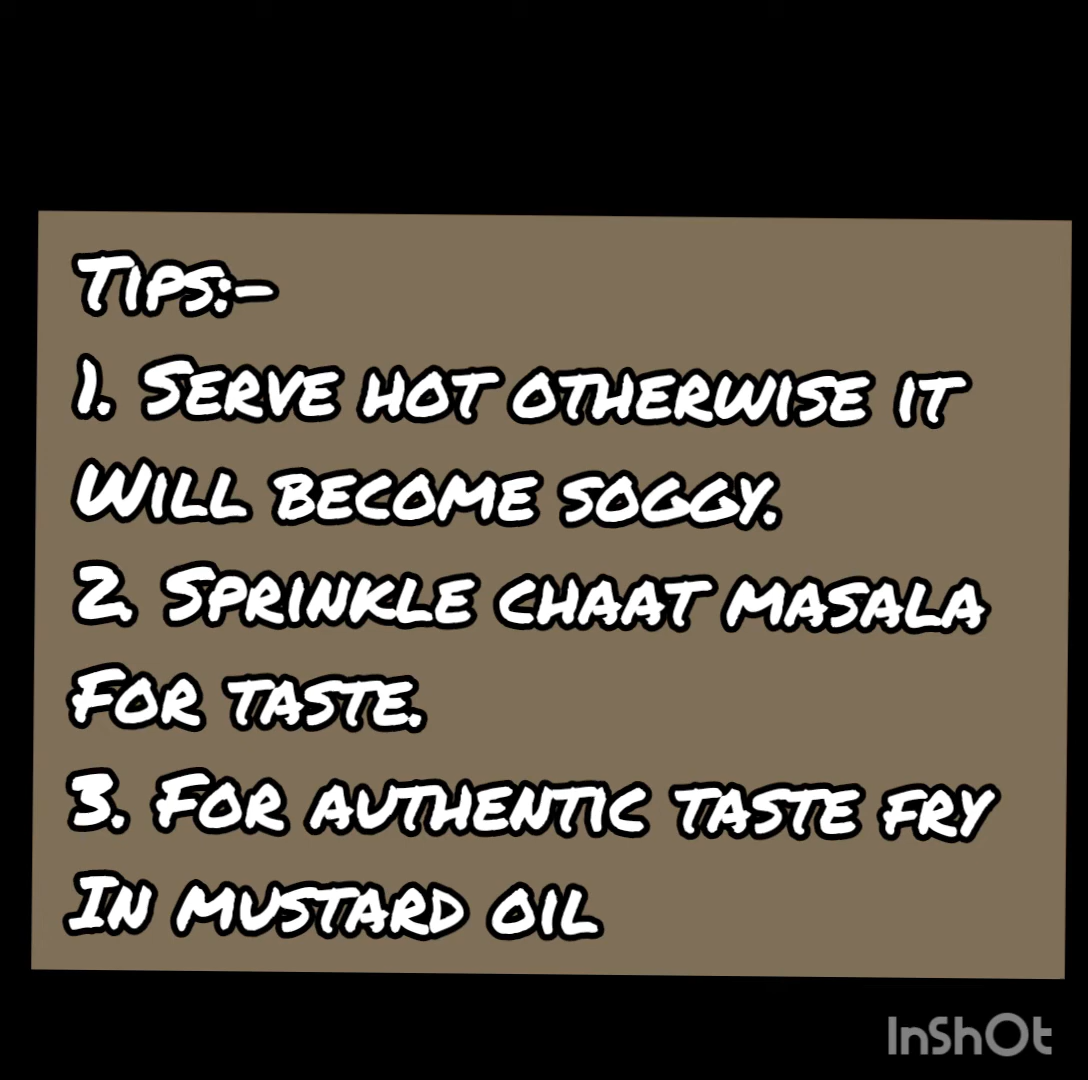 Tips:-
1. Serve hot otherwise it
Will become soggy.
2. Sprinkle chaat masala
For taste.
3. For authentic taste fry
In mustard oil
InShOt